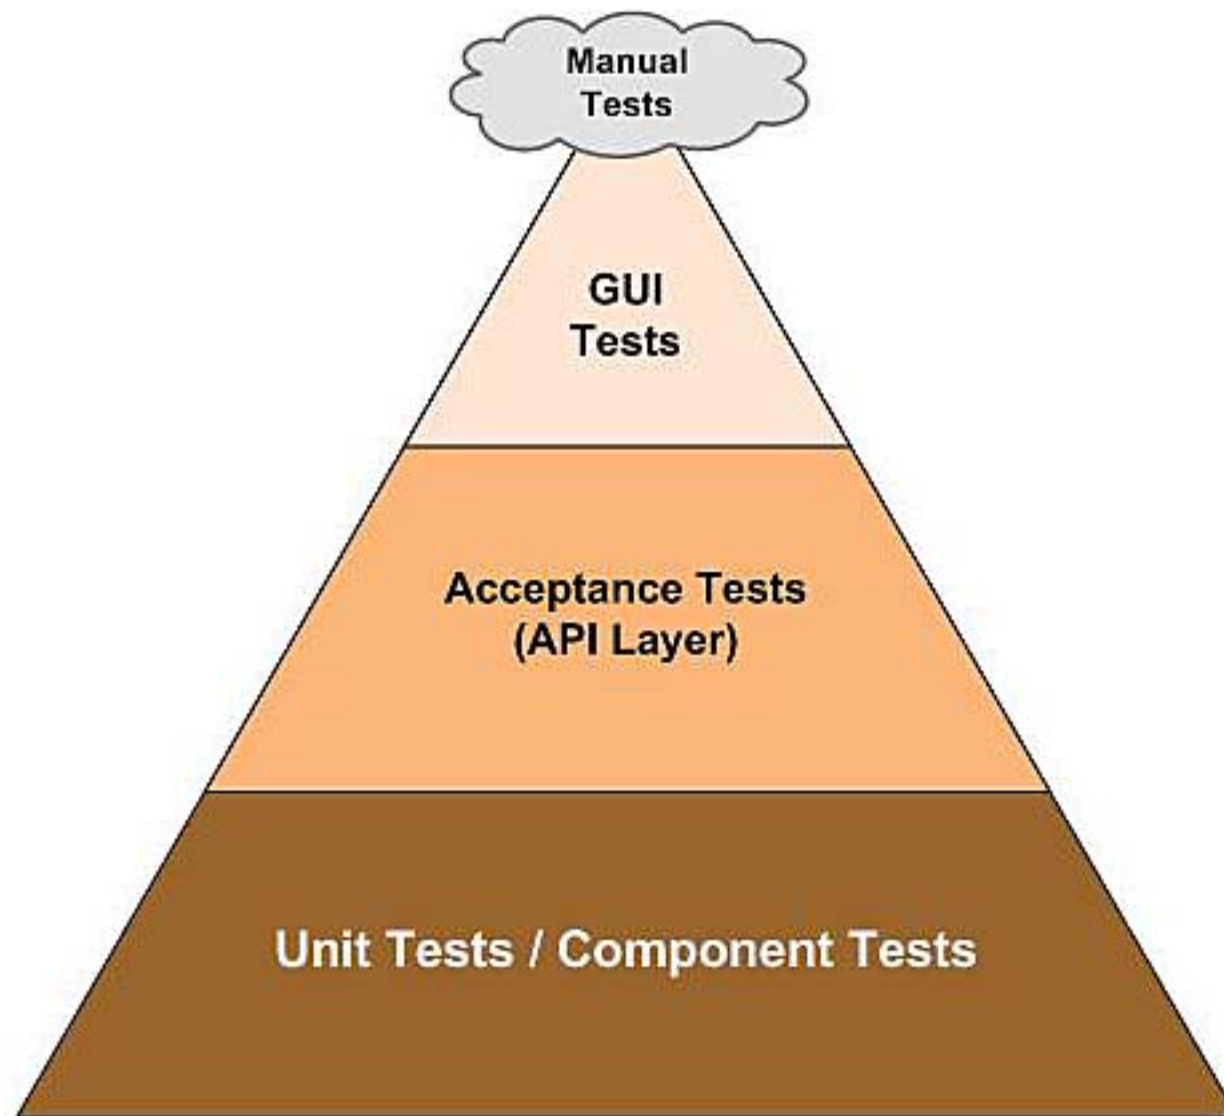 Manual
Tests
GUI
Tests
Acceptance Tests
(API Layer)
Unit Tests / Component Tests